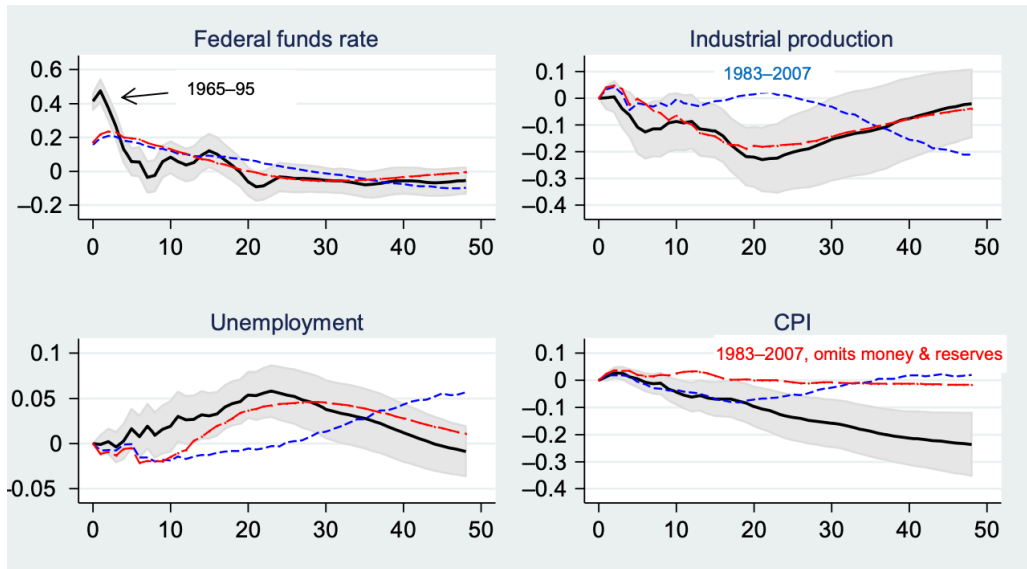 Federal funds rate
0.6
0.4
0.2
0
–0.2
1965–95
0 10 20 30 40 50
Industrial production
0.1
0
–0.1
–0.2
–0.3
–0.4
1983–2007
0 10 20 30 40 50
Unemployment
0.1
0.05
0
-0.05
0 10 20 30 40 50
CPI
0.1
0
–0.1
–0.2
–0.3
–0.4
1983–2007, omits money & reserves
0 10 20 30 40 50